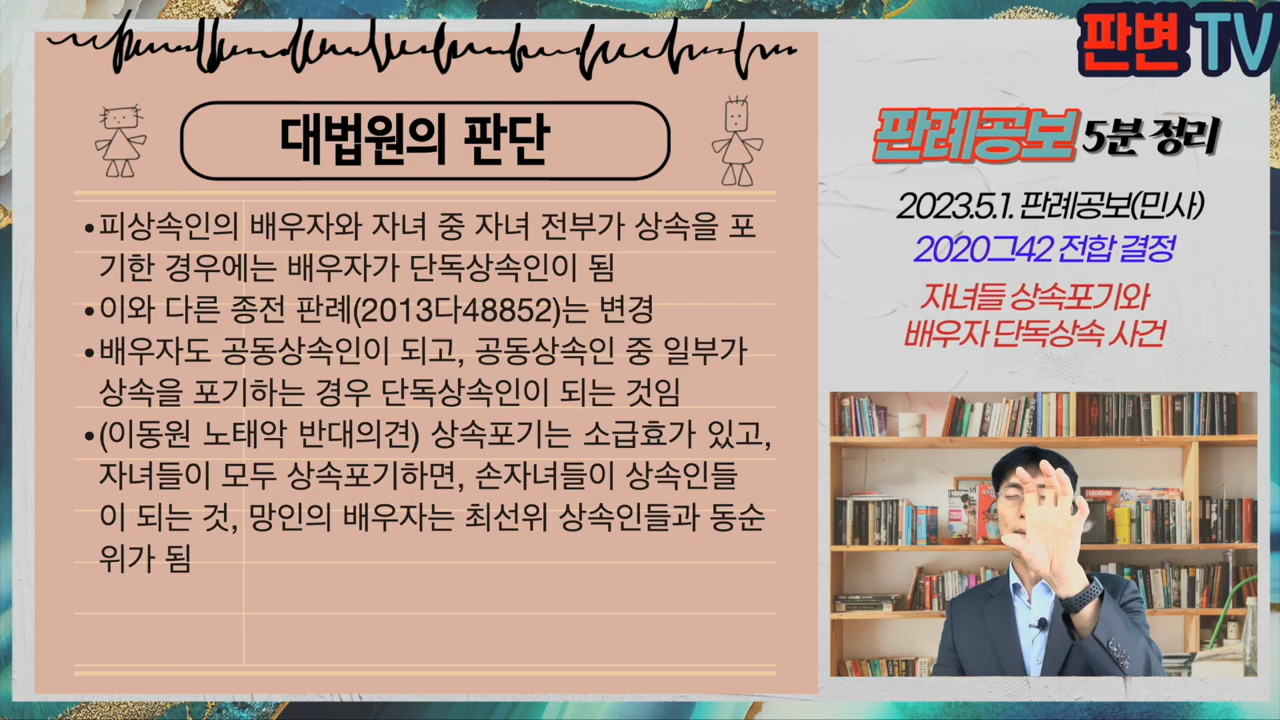 판변 TV
대법원의 판단
•피상속인의 배우자와 자녀 중 자녀 전부가 상속을 포
기한 경우에는 배우자가 단독상속인이 됨
•이와 다른 종전 판례(2013다48852)는 변경
•배우자도 공동상속인이 되고, 공동상속인 중 일부가
상속을 포기하는 경우 단독상속인이 되는 것임
•(이동원 노태악 반대의견) 상속포기는 소급효가 있고,
자녀들이 모두 상속포기하면, 손자녀들이 상속인들
이 되는 것, 망인의 배우자는 최선위 상속인들과 동순
위가 됨
판례공보 5분 정리
2023.5.1. 판례공보(민사)
2020그42 전합 결정
자녀들 상속포기와
배우자 단독상속 사건